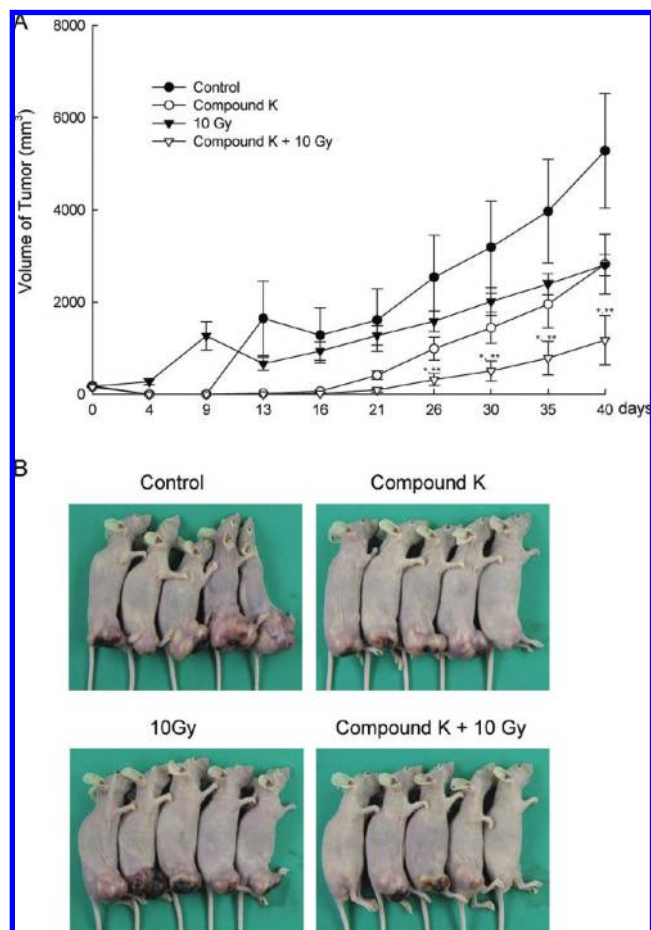 A
8000
6000
4000
2000
0
Volume of Tumor (mm³)
Control
Compound K
10 Gy
Compound K + 10 Gy
*,**
*,**
*,**
*,**
0 4 9 13 16 21 26 30 35 40 days
B
Control Compound K
10Gy Compound K + 10 Gy